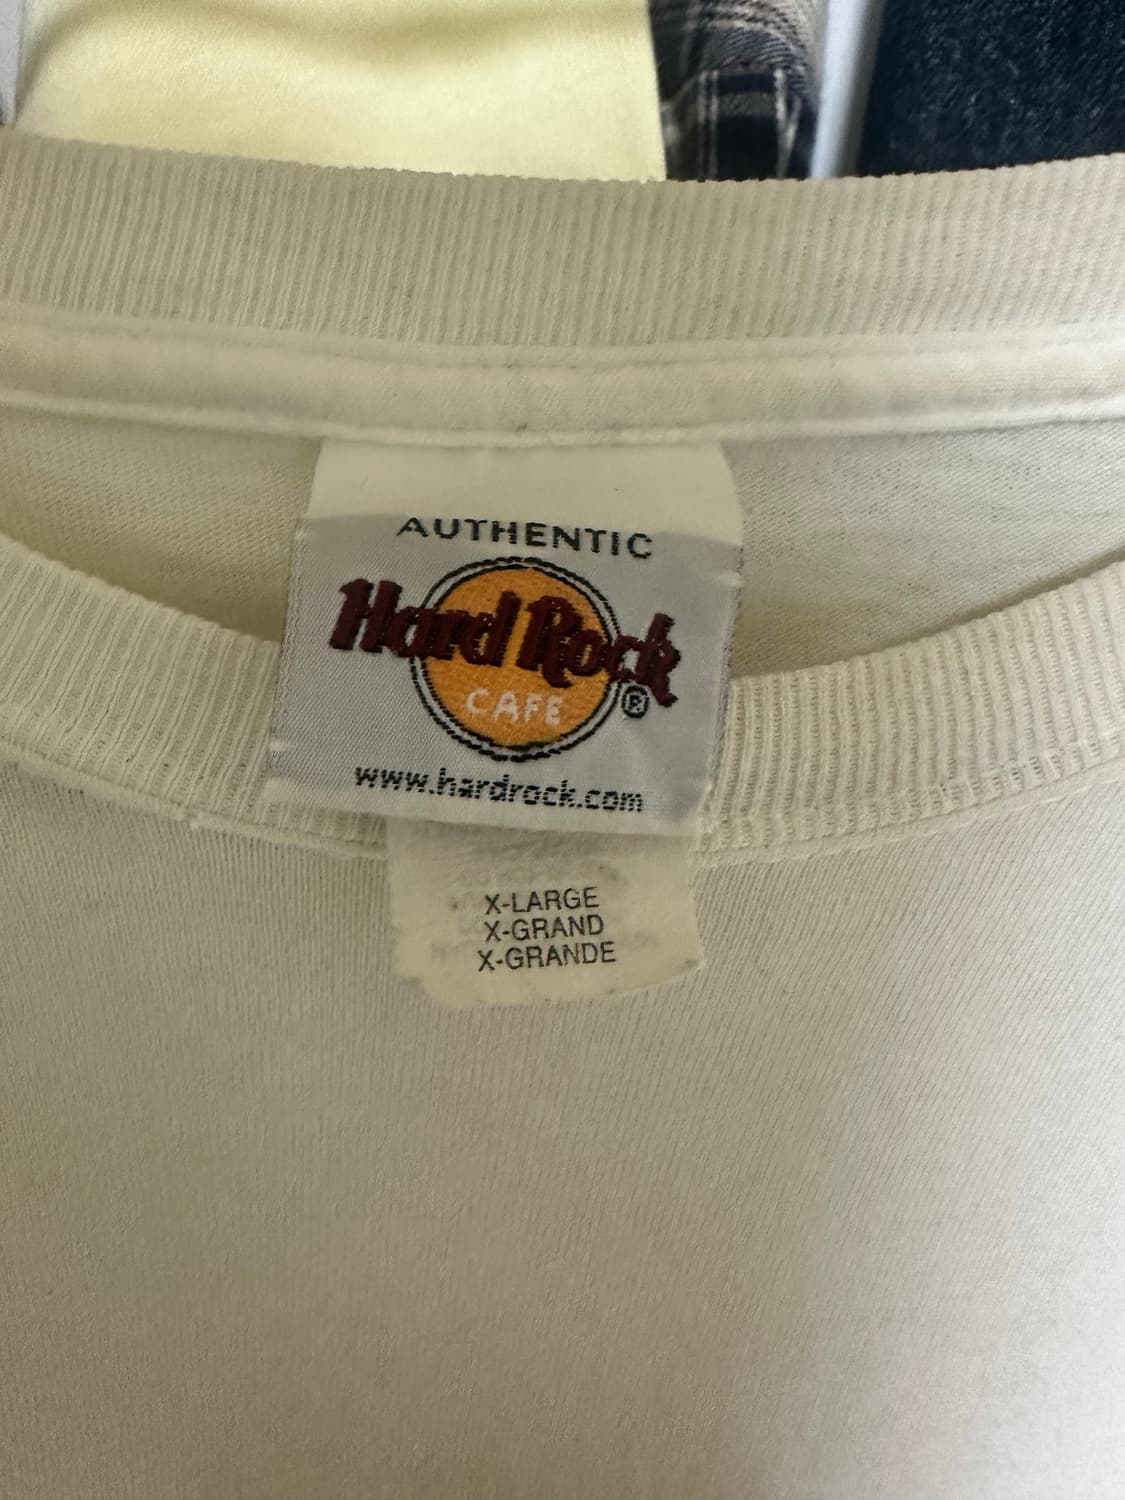 AUTHENTIC
Hard Rock
CAFE ®
www.hardrock.com
X-LARGE
X-GRAND
X-GRANDE